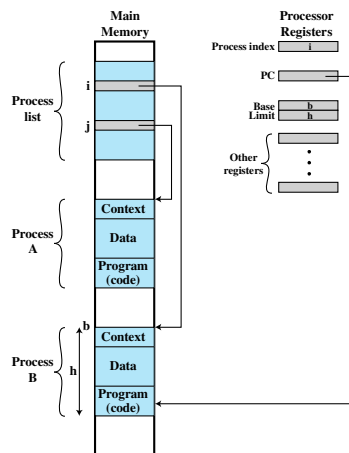 Main
Memory
Processor
Registers
Process index
i
PC
Base
b
Limit
h
Other
registers
i
j
Process
list
Process
A
Context
Data
Program
(code)
b
Process
B
h
Context
Data
Program
(code)